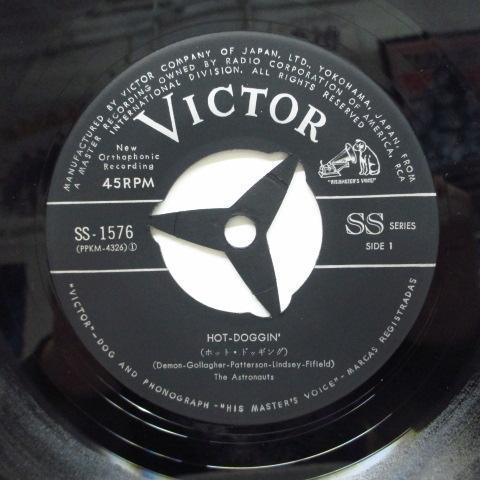 MANUFACTURED BY VICTOR COMPANY OF JAPAN, LTD., YOKOHAMA, JAPAN, FROM
A MASTER RECORDING OWNED BY RADIO CORPORATION OF AMERICA, RCA
INTERNATIONAL DIVISION. ALL RIGHTS RESERVED
VICTOR
New
Orthophonic
Recording
45RPM
"HIS MASTER'S VOICE"
SS-1576
(PPKM-4326)①
SS SERIES
SIDE 1
HOT-DOGGIN'
(ホット・ドッギング)
(Demon-Gollagher-Patterson-Lindsey-Fifield)
The Astronauts
"VICTOR"—DOG AND PHONOGRAPH—"HIS MASTER'S VOICE"—MARCAS REGISTRADAS